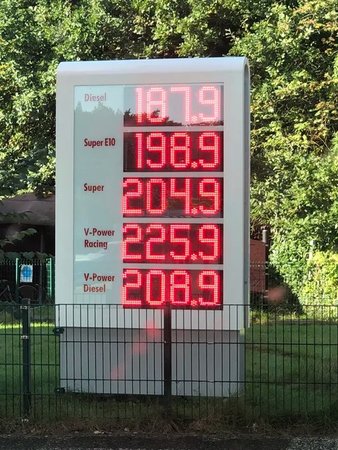 Diesel 187.9
Super E10 198.9
Super 204.9
V-Power
Racing 225.9
V-Power
Diesel 208.9